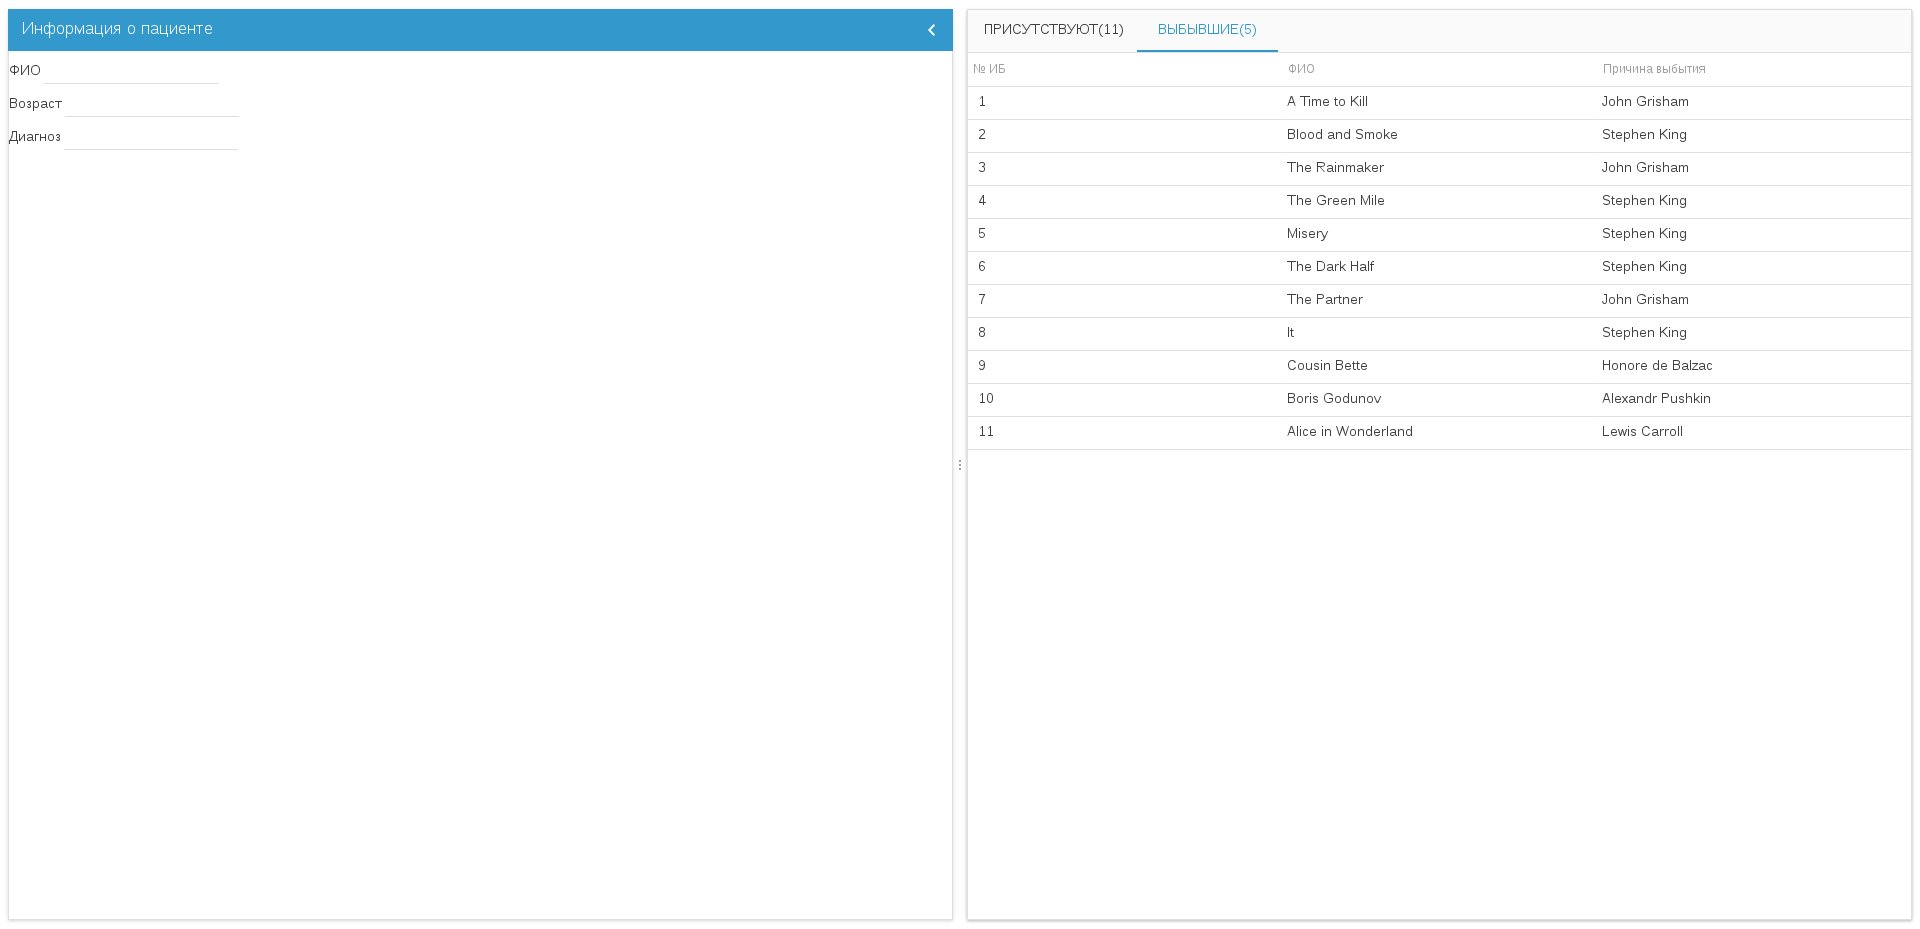 Информация о пациенте
ФИО
Возраст
Диагноз
ПРИСУТСТВУЮТ(11) ВЫБЫВШИЕ(5)
№ ИБ ФИО Причина выбытия
1 A Time to Kill John Grisham
2 Blood and Smoke Stephen King
3 The Rainmaker John Grisham
4 The Green Mile Stephen King
5 Misery Stephen King
6 The Dark Half Stephen King
7 The Partner John Grisham
8 It Stephen King
9 Cousin Bette Honore de Balzac
10 Boris Godunov Alexandr Pushkin
11 Alice in Wonderland Lewis Carroll